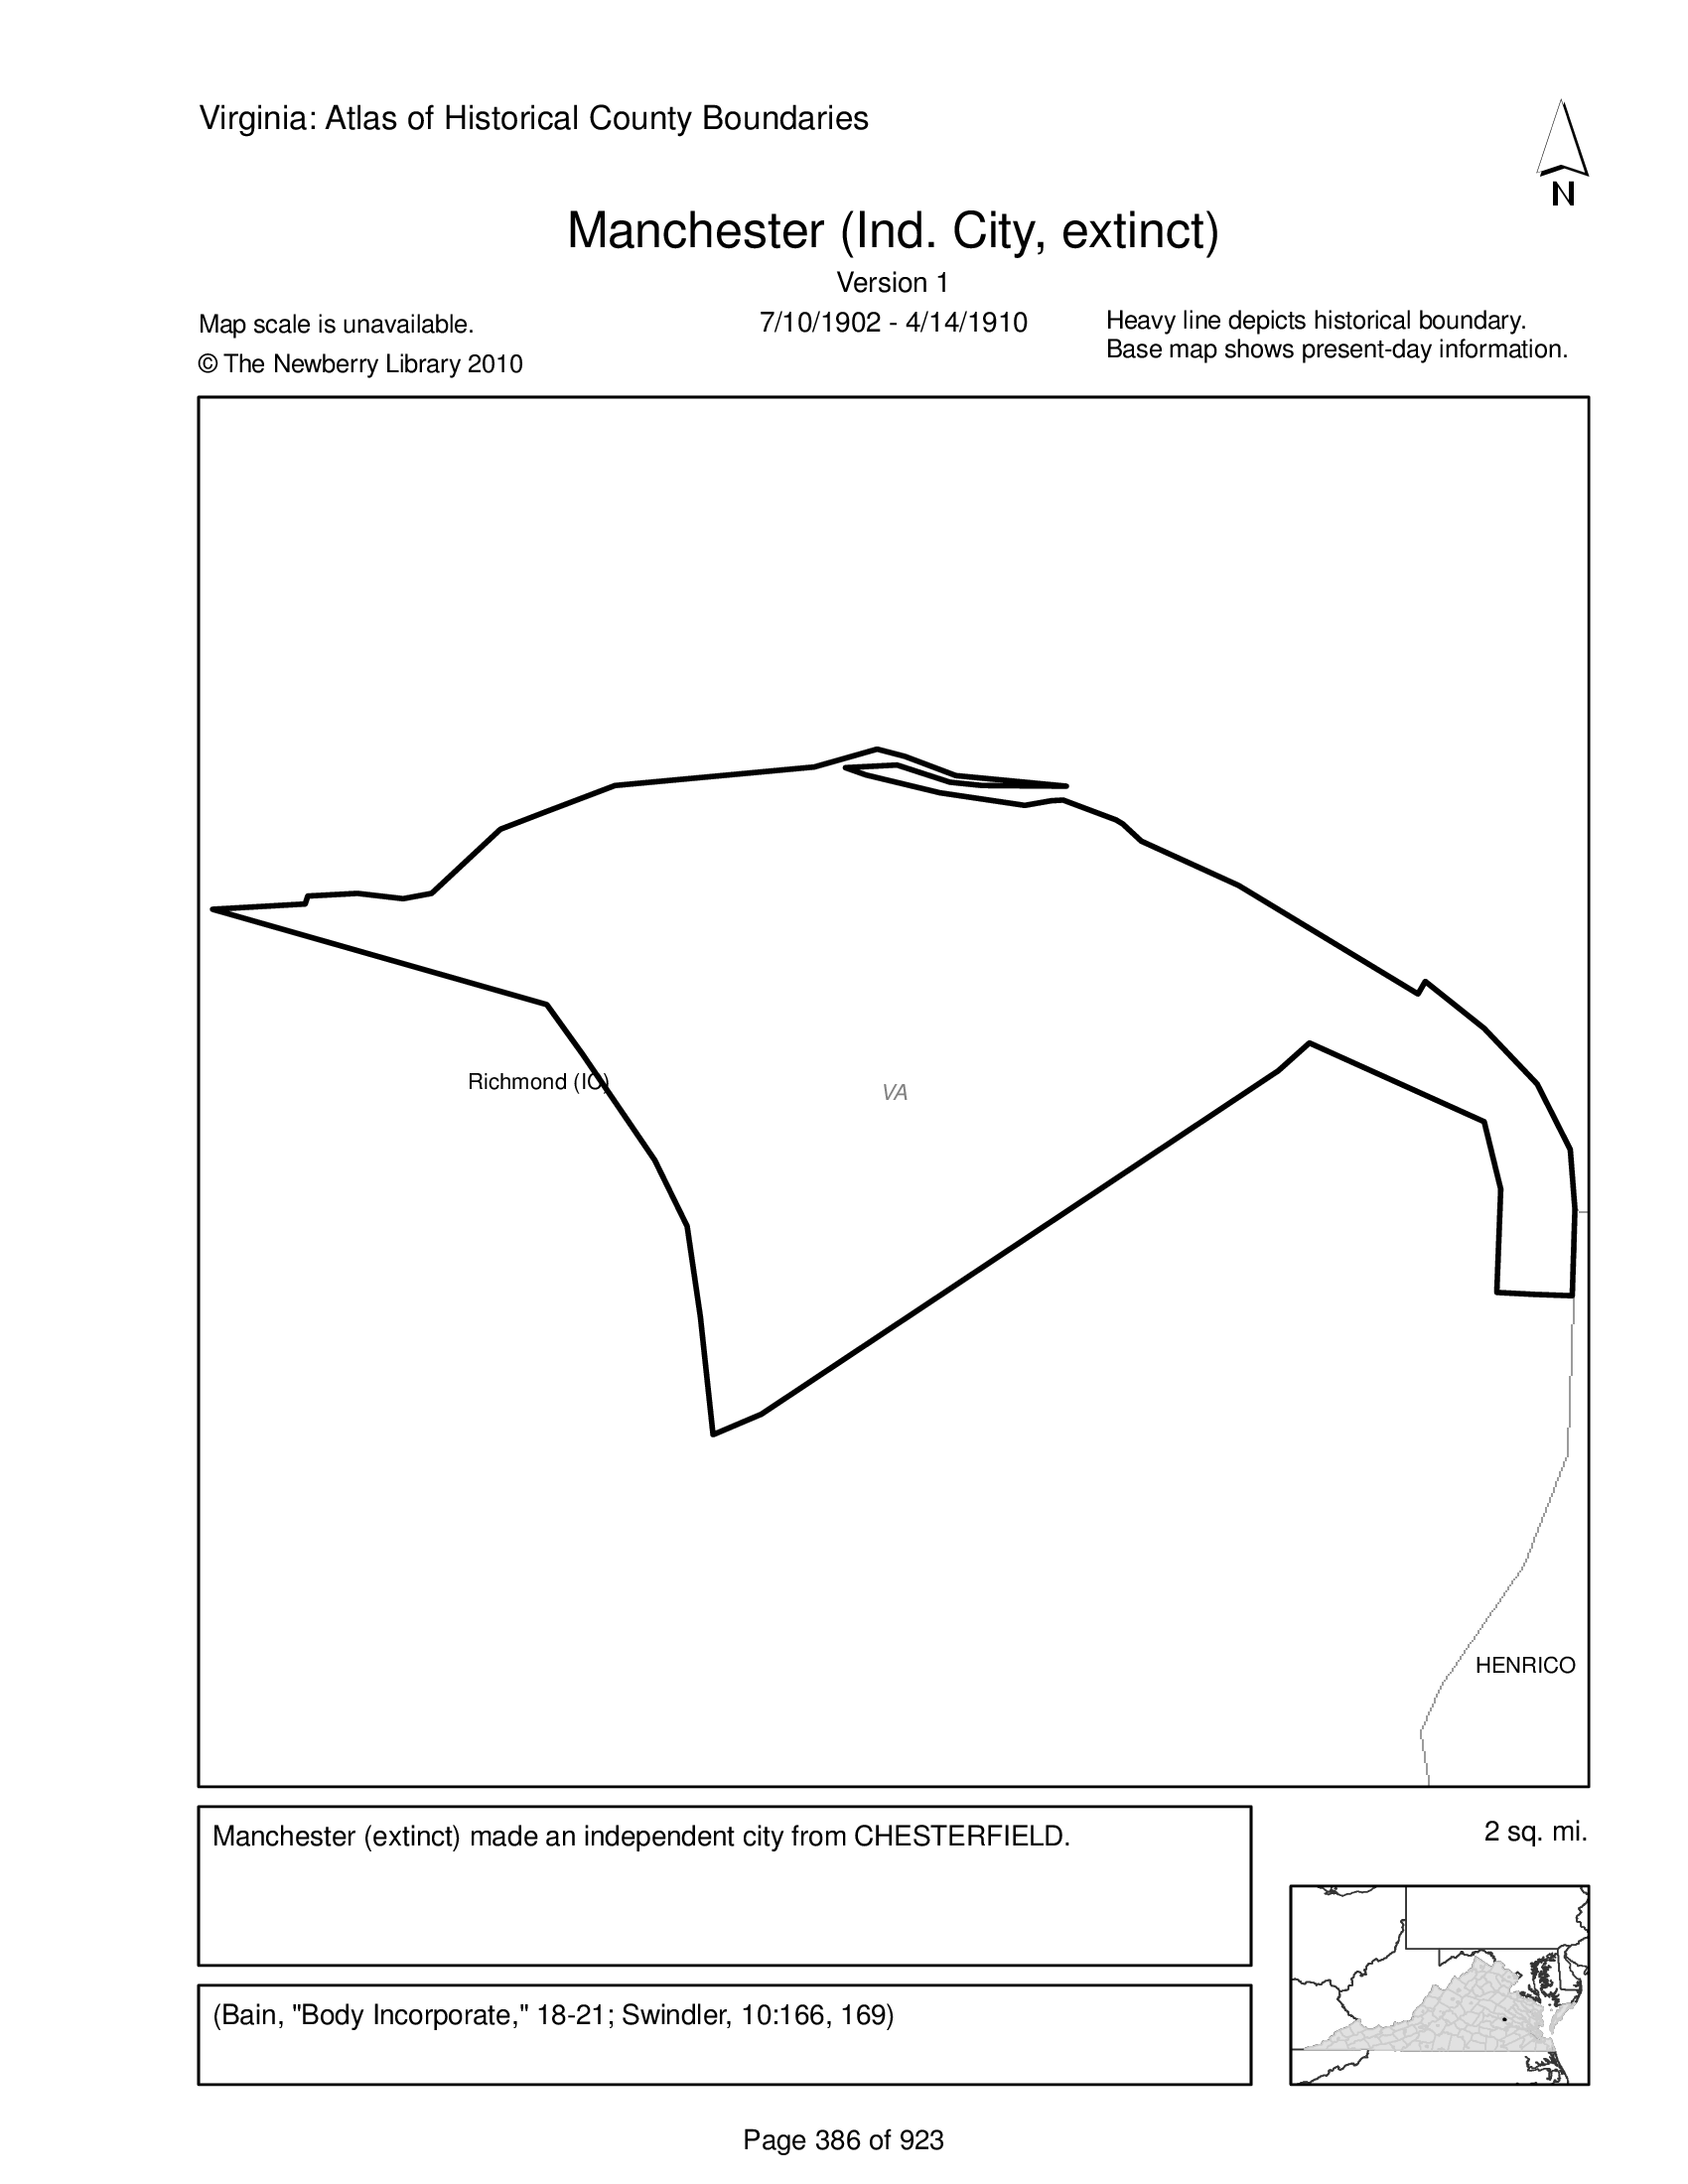 Virginia: Atlas of Historical County Boundaries
N
Manchester (Ind. City, extinct)
Version 1
Map scale is unavailable.
7/10/1902 - 4/14/1910
Heavy line depicts historical boundary.
© The Newberry Library 2010
Base map shows present-day information.
Richmond (IC)
VA
HENRICO
Manchester (extinct) made an independent city from CHESTERFIELD.
2 sq. mi.
(Bain, "Body Incorporate," 18-21; Swindler, 10:166, 169)
Page 386 of 923